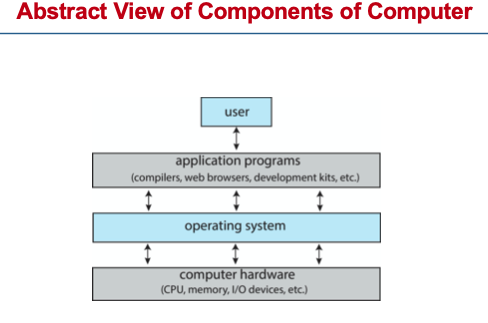 Abstract View of Components of Computer
user
application programs
(compilers, web browsers, development kits, etc.)
operating system
computer hardware
(CPU, memory, I/O devices, etc.)